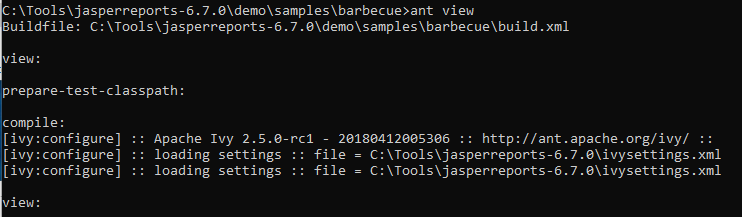 C:\Tools\jasperreports-6.7.0\demo\samples\barbecue>ant view
Buildfile: C:\Tools\jasperreports-6.7.0\demo\samples\barbecue\build.xml
view:
prepare-test-classpath:
compile:
[ivy:configure] :: Apache Ivy 2.5.0-rc1 - 20180412005306 :: http://ant.apache.org/ivy/ ::
[ivy:configure] :: loading settings :: file = C:\Tools\jasperreports-6.7.0\ivysettings.xml
[ivy:configure] :: loading settings :: file = C:\Tools\jasperreports-6.7.0\ivysettings.xml
view: